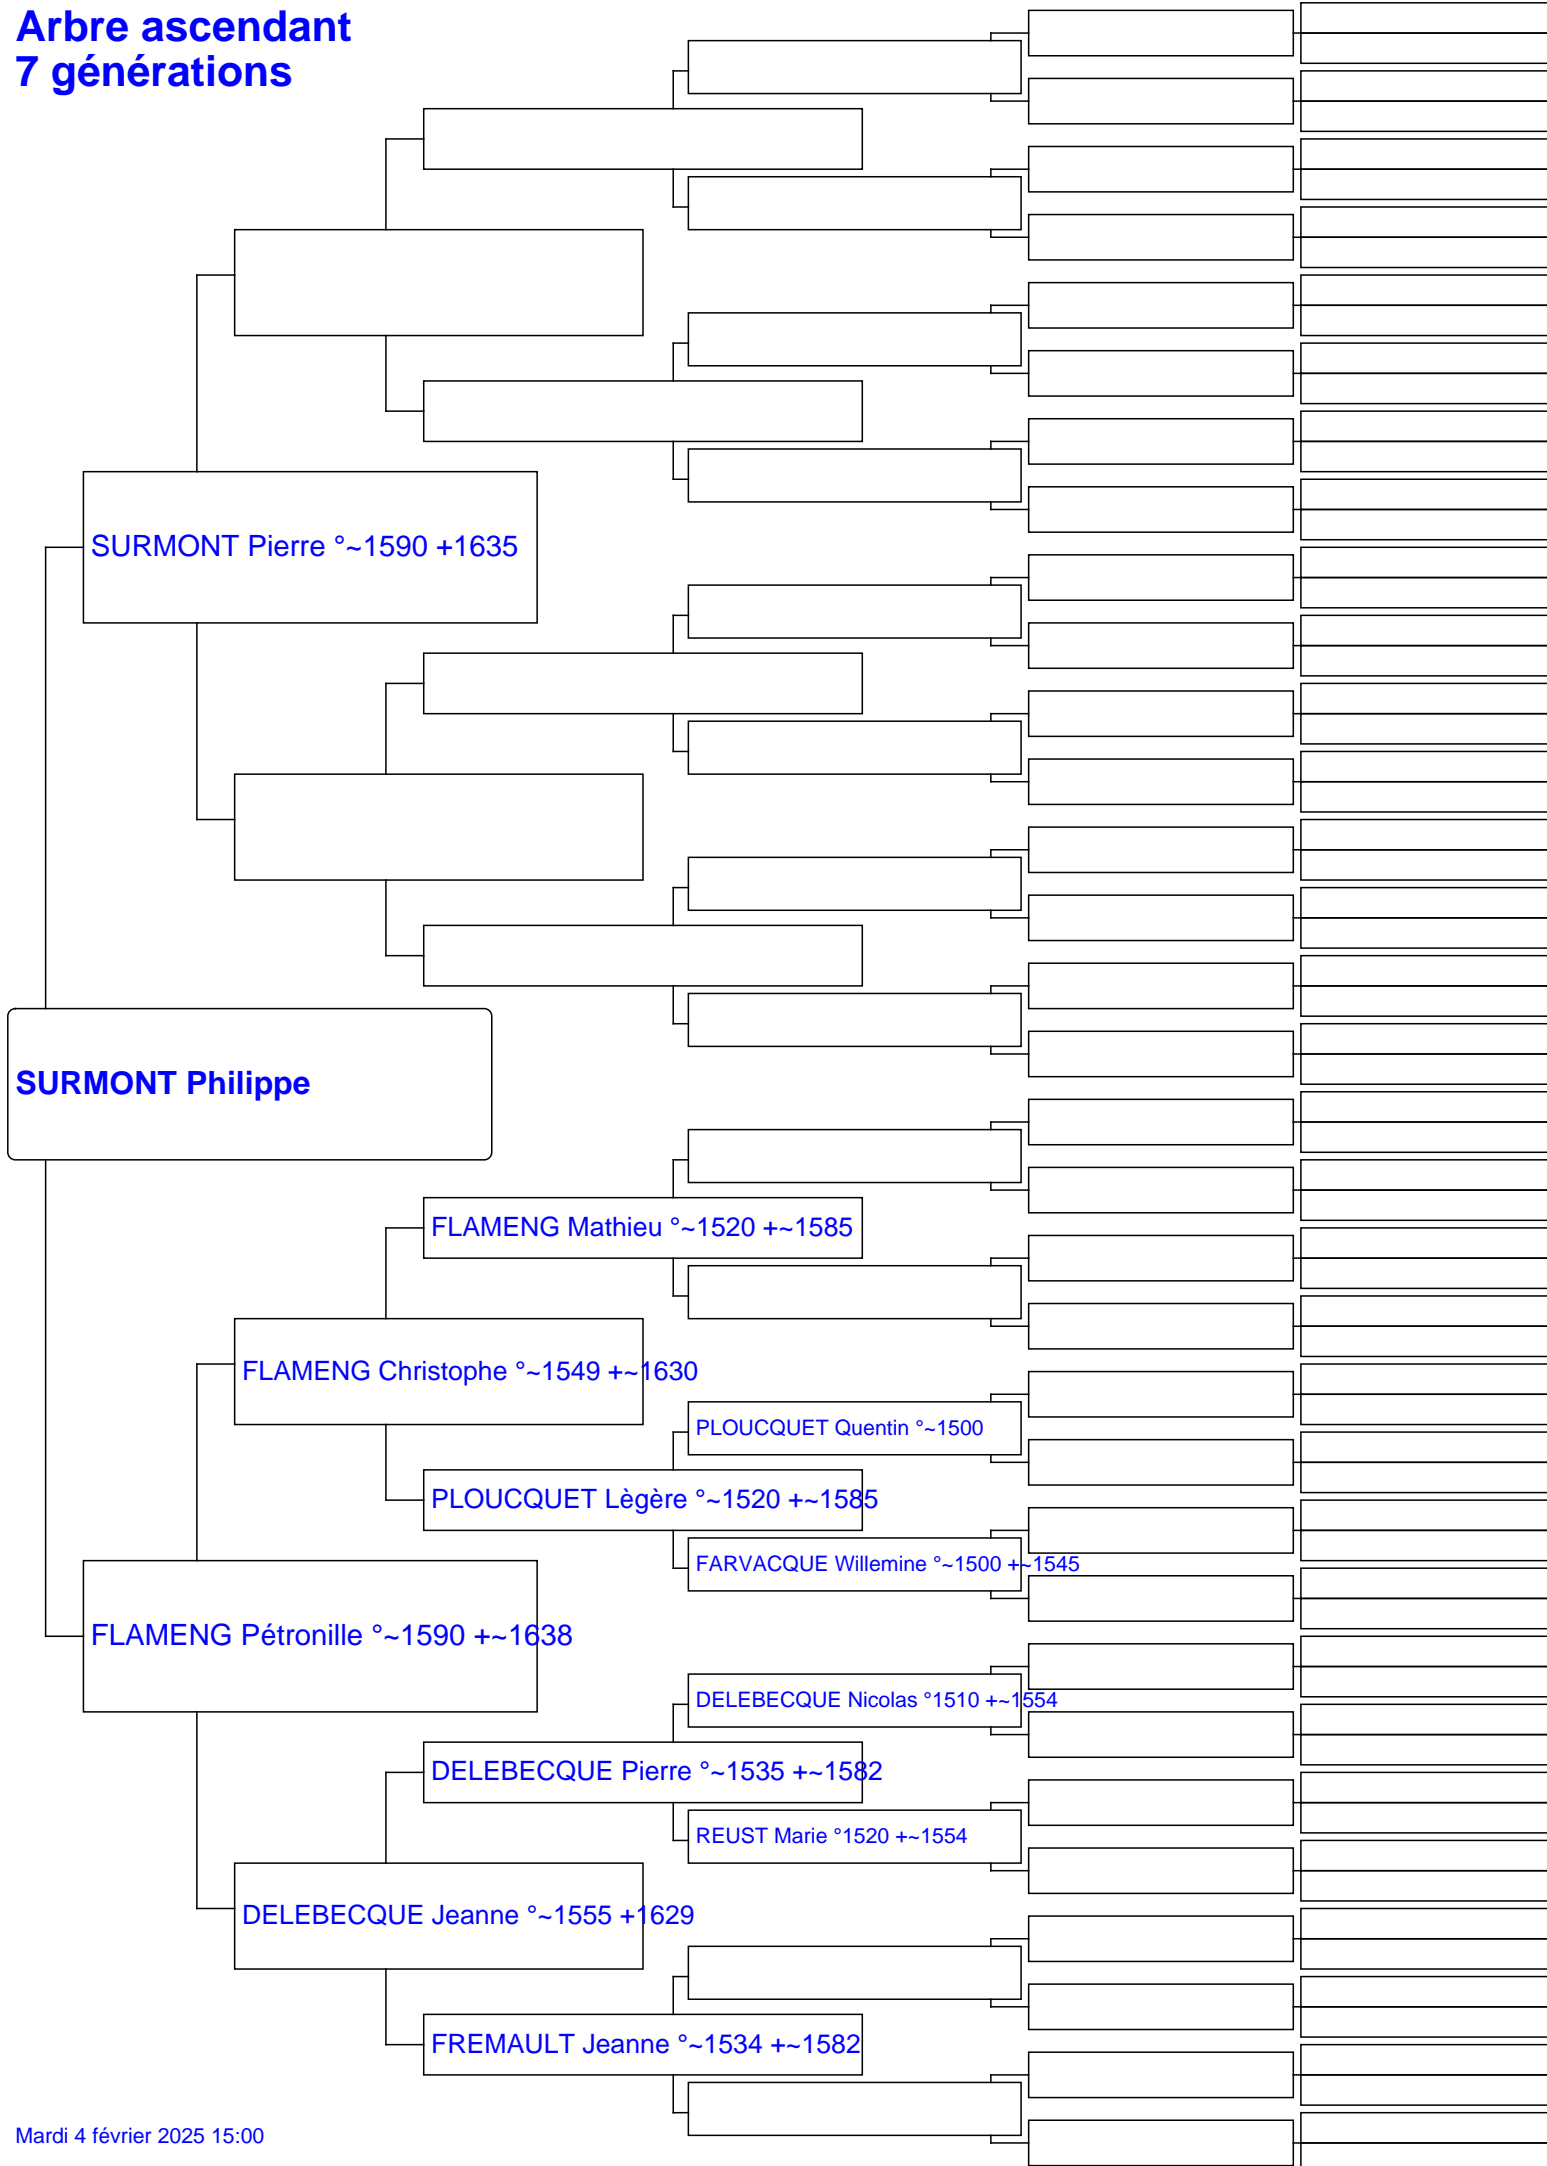 Arbre ascendant
7 générations
SURMONT Pierre °~1590 +1635
SURMONT Philippe
FLAMENG Mathieu °~1520 +~1585
FLAMENG Christophe °~1549 +~1630
PLOUCQUET Quentin °~1500
PLOUCQUET Lègère °~1520 +~1585
FARVACQUE Willemine °~1500 +~1545
FLAMENG Pétronille °~1590 +~1638
DELEBECQUE Nicolas °1510 +~1554
DELEBECQUE Pierre °~1535 +~1582
REUST Marie °1520 +~1554
DELEBECQUE Jeanne °~1555 +1629
FREMAULT Jeanne °~1534 +~1582
Mardi 4 février 2025 15:00